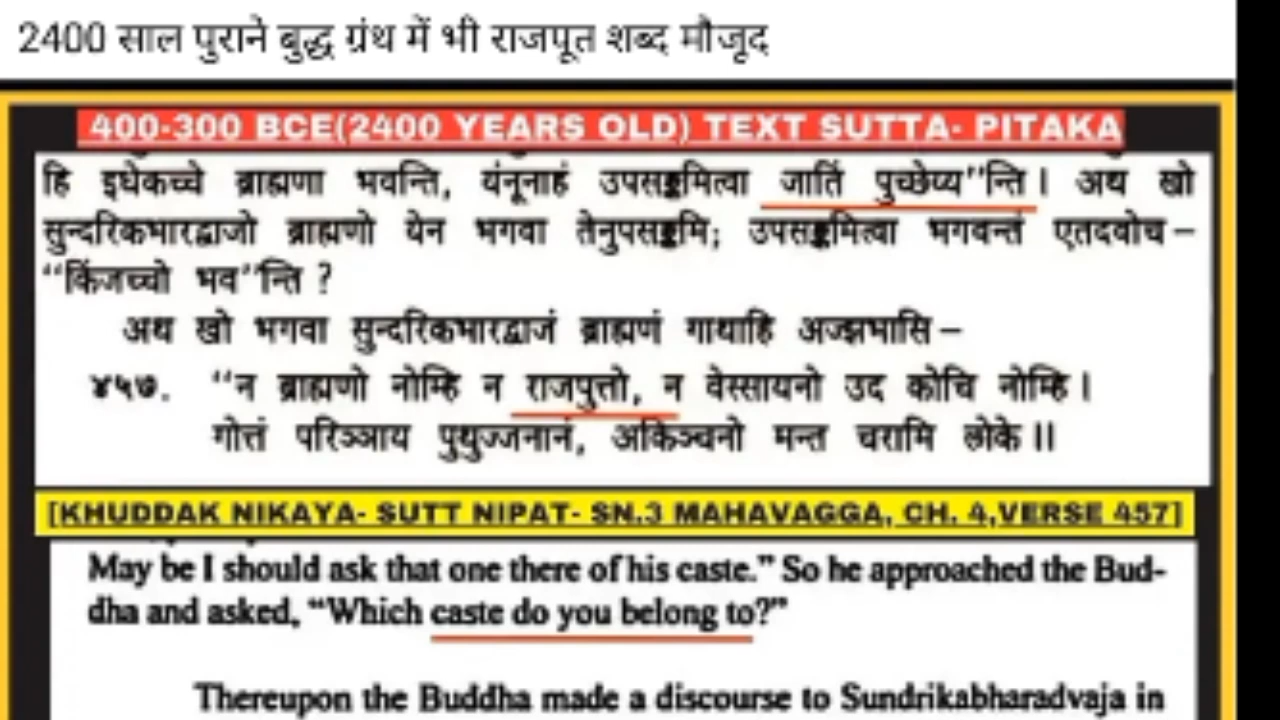 2400 साल पुराने बुद्ध ग्रंथ में भी राजपूत शब्द मौजूद
400-300 BCE(2400 YEARS OLD) TEXT SUTTA- PITAKA
हि इधेकच्चे ब्राह्मणा भवन्ति, यंनूनाहं उपसङ्कमित्वा जातिं पुच्छेय्य”न्ति। अथ खो
सुन्दरिकभारद्वाजो ब्राह्मणो येन भगवा तेनुपसङ्कमि; उपसङ्कमित्वा भगवन्तं एतदवोच–
“किंजच्चो भव”न्ति ?
अथ खो भगवा सुन्दरिकभारद्वाजं ब्राह्मणं गाथाहि अज्झभासि–
४५७. “न ब्राह्मणो नोम्हि न राजपुत्तो, न वेस्सायनो उद कोचि नोम्हि।
गोत्तं परिञ्ञाय पुथुज्जनानं, अकिञ्चनो मन्त चरामि लोके॥
[KHUDDAK NIKAYA- SUTT NIPAT- SN.3 MAHAVAGGA, CH. 4,VERSE 457]
May be I should ask that one there of his caste.” So he approached the Bud-
dha and asked, “Which caste do you belong to?”
Thereupon the Buddha made a discourse to Sundrikabharadvaja in